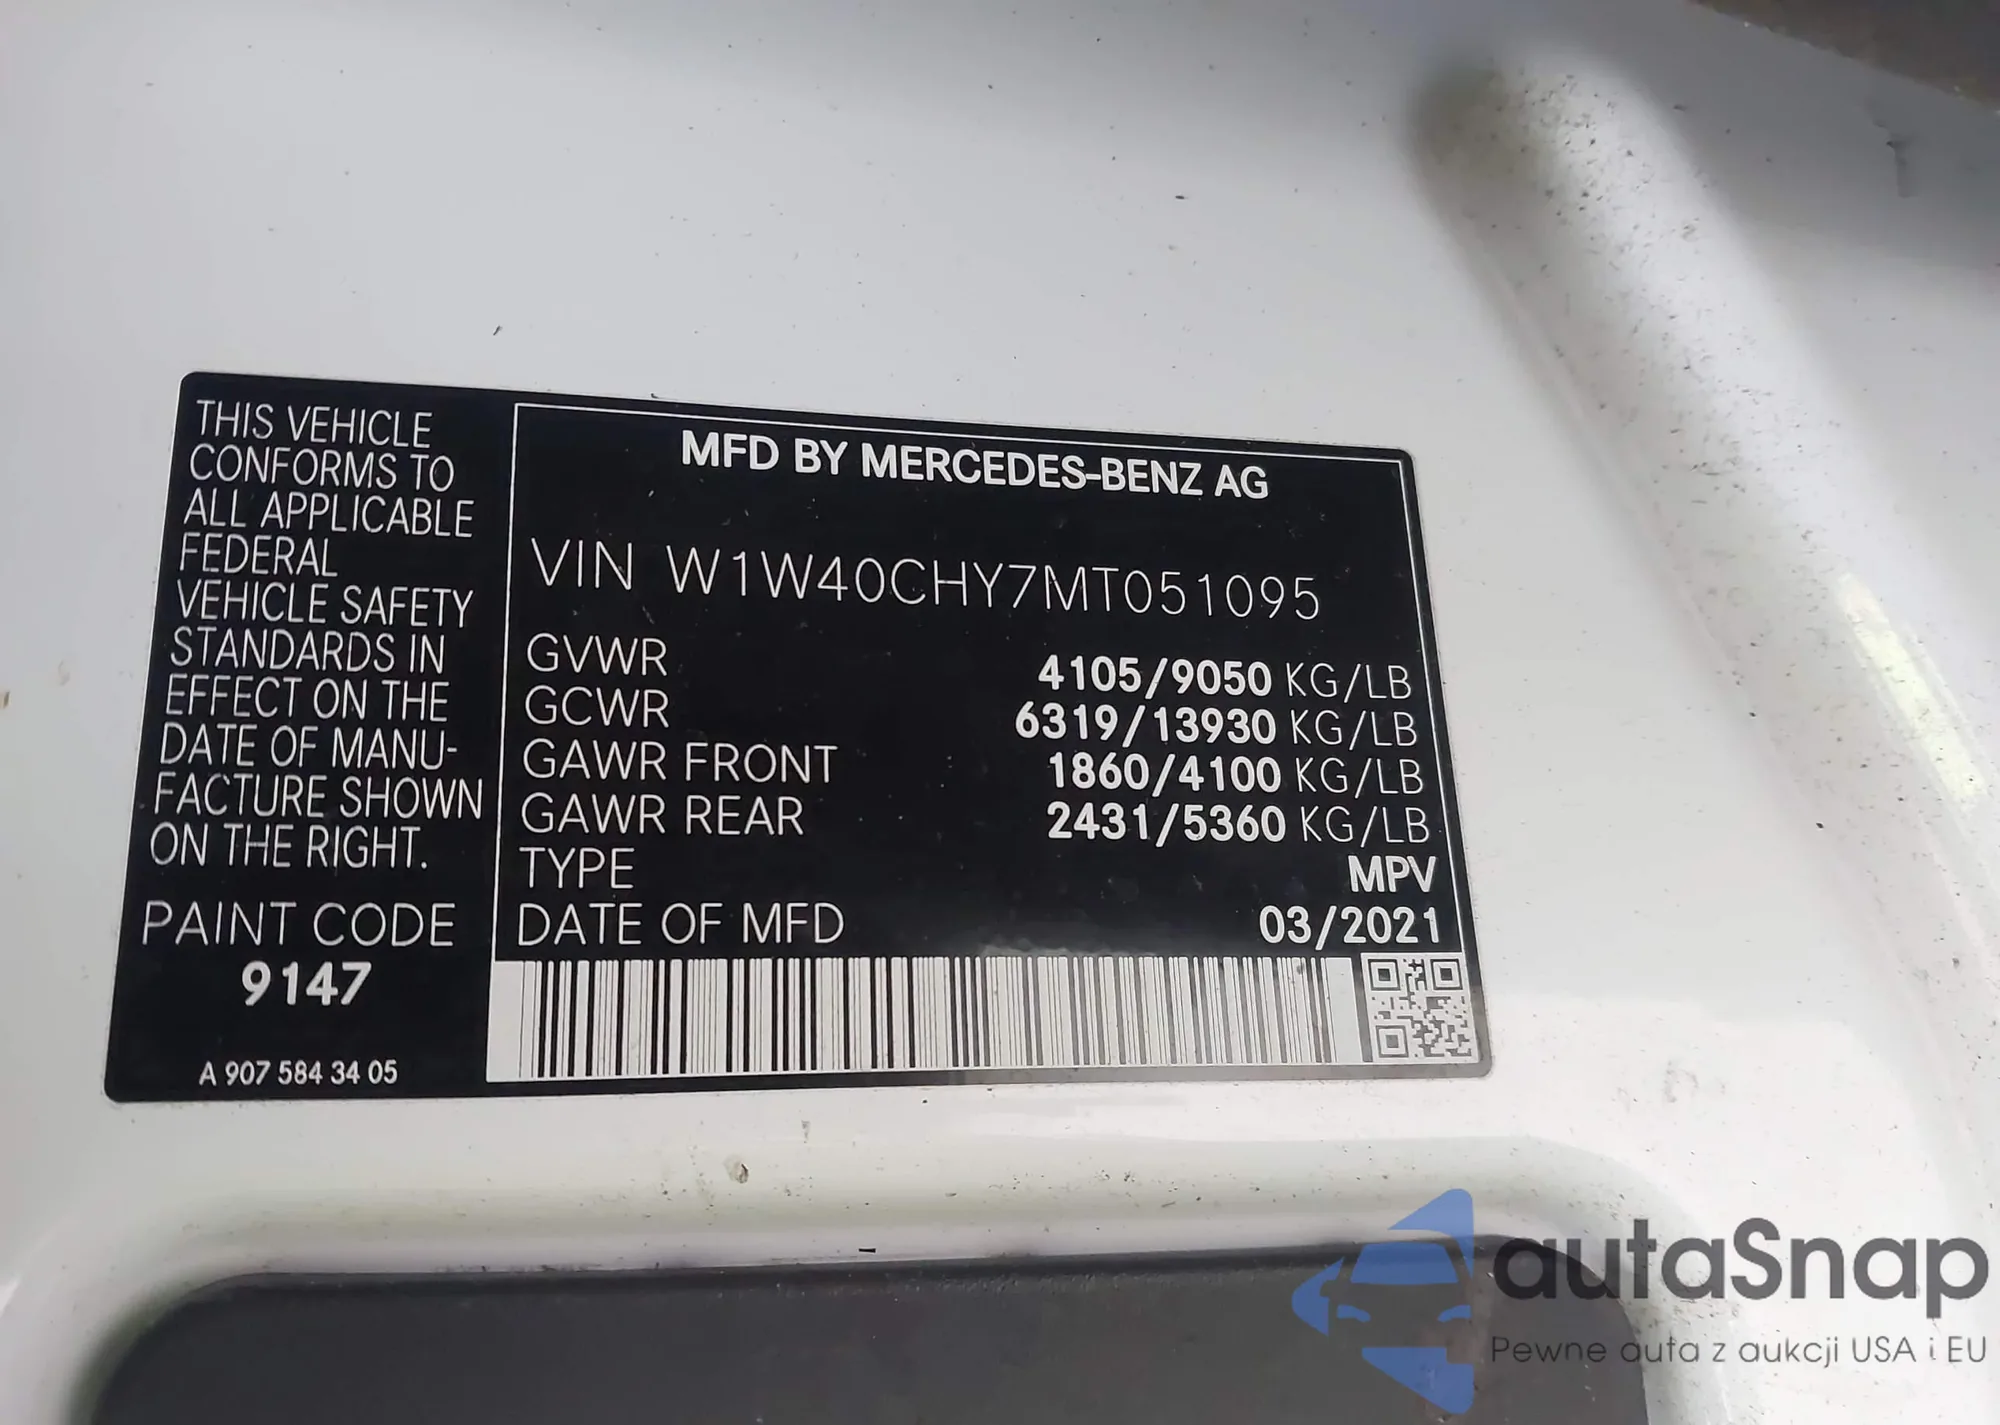 THIS VEHICLE
CONFORMS TO
ALL APPLICABLE
FEDERAL
VEHICLE SAFETY
STANDARDS IN
EFFECT ON THE
DATE OF MANU-
FACTURE SHOWN
ON THE RIGHT.
PAINT CODE
9147
A 907 584 34 05
MFD BY MERCEDES-BENZ AG
VIN W1W40CHY7MT051095
GVWR 4105/9050 KG/LB
GCWR 6319/13930 KG/LB
GAWR FRONT 1860/4100 KG/LB
GAWR REAR 2431/5360 KG/LB
TYPE MPV
DATE OF MFD 03/2021
autaSnap
Pewne auta z aukcji USA i EU